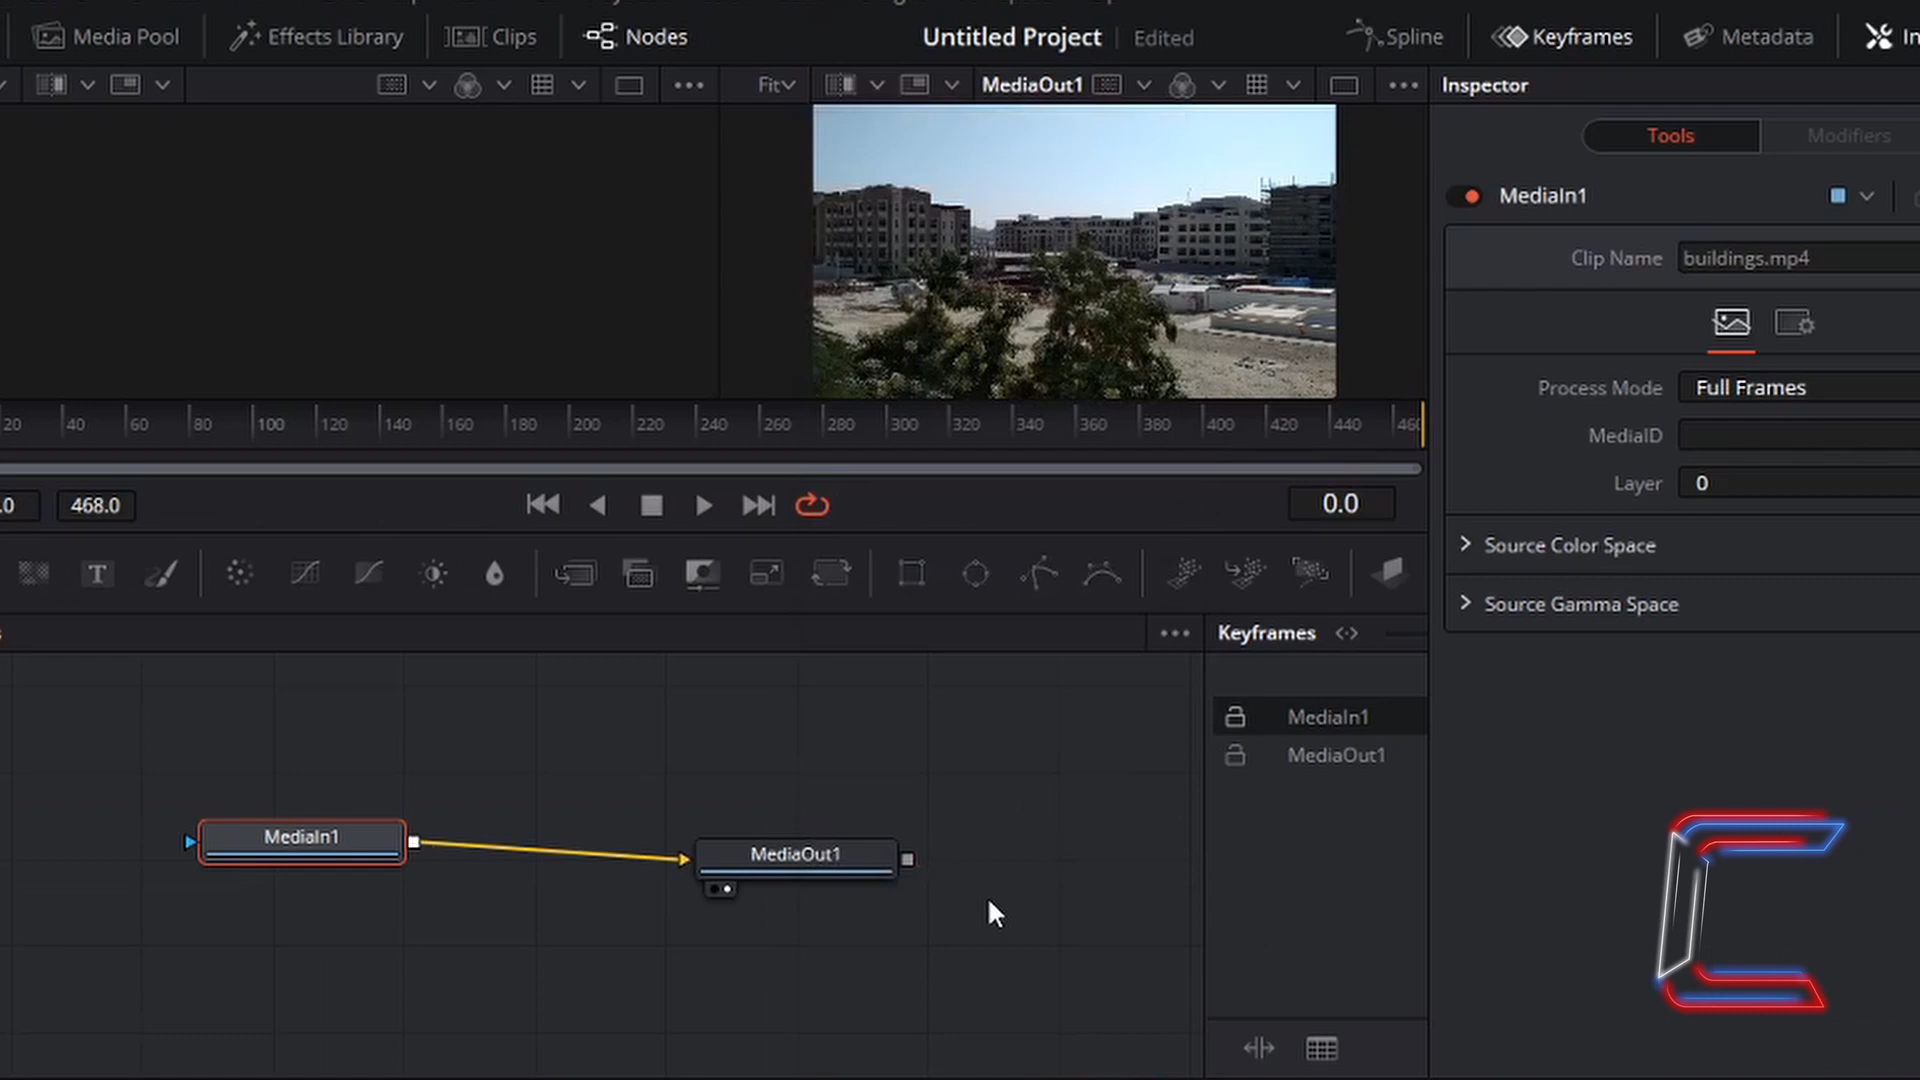 Media Pool
Effects Library
Clips
Nodes
Untitled Project
Edited
Spline
Keyframes
Metadata
In
Fit
MediaOut1
Inspector
Tools
Modifiers
MediaIn1
Clip Name
buildings.mp4
Process Mode
Full Frames
MediaID
Layer
0
Source Color Space
Source Gamma Space
20 40 60 80 100 120 140 160 180 200 220 240 260 280 300 320 340 360 380 400 420 440 460
.0
468.0
0.0
T
Keyframes
MediaIn1
MediaOut1
MediaIn1
MediaOut1